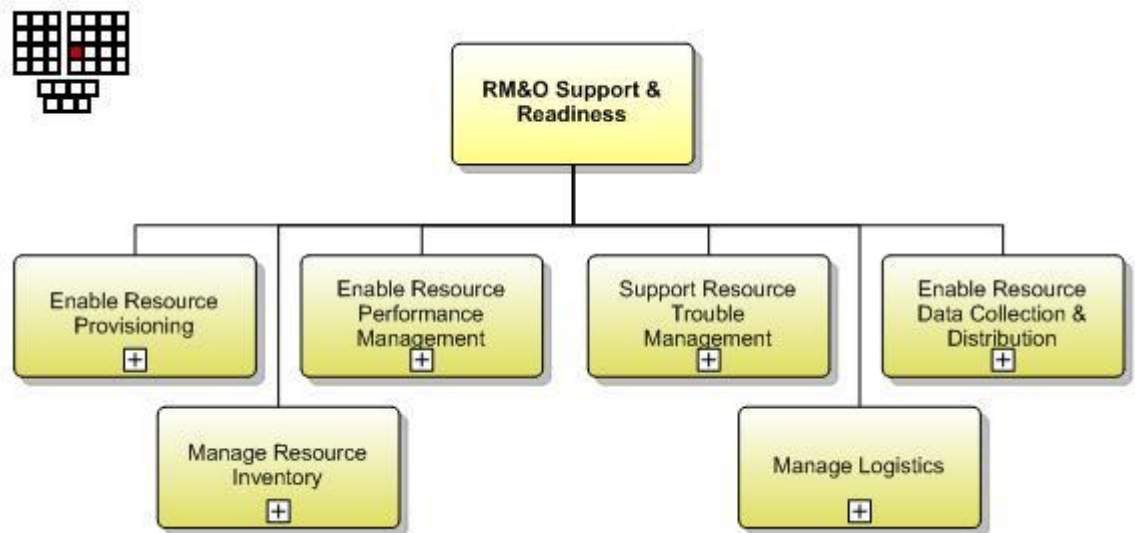 RM&O Support &
Readiness
Enable Resource
Provisioning
Enable Resource
Performance
Management
Support Resource
Trouble
Management
Enable Resource
Data Collection &
Distribution
Manage Resource
Inventory
Manage Logistics